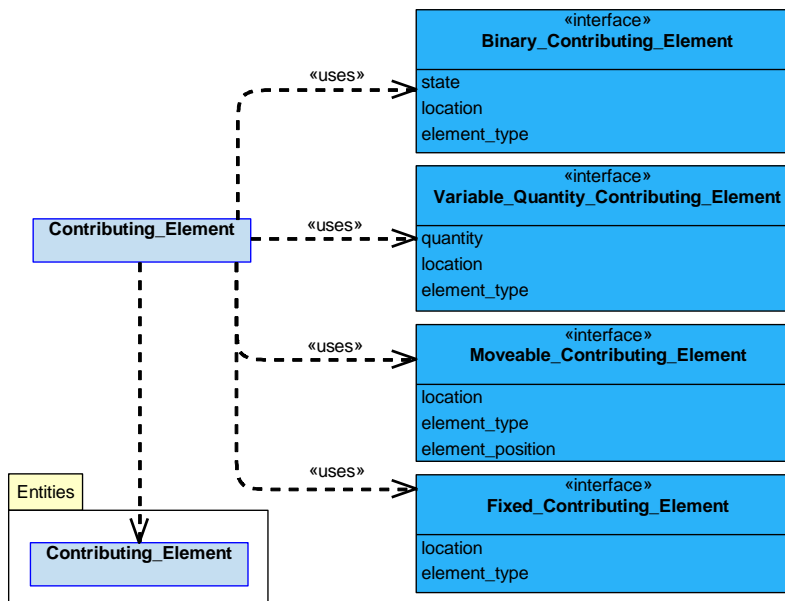 «interface»
Binary_Contributing_Element
«uses»
state
location
element_type
«interface»
Variable_Quantity_Contributing_Element
Contributing_Element
«uses»
quantity
location
element_type
«interface»
Moveable_Contributing_Element
«uses»
location
element_type
element_position
«uses»
«interface»
Fixed_Contributing_Element
location
element_type
Entities
Contributing_Element